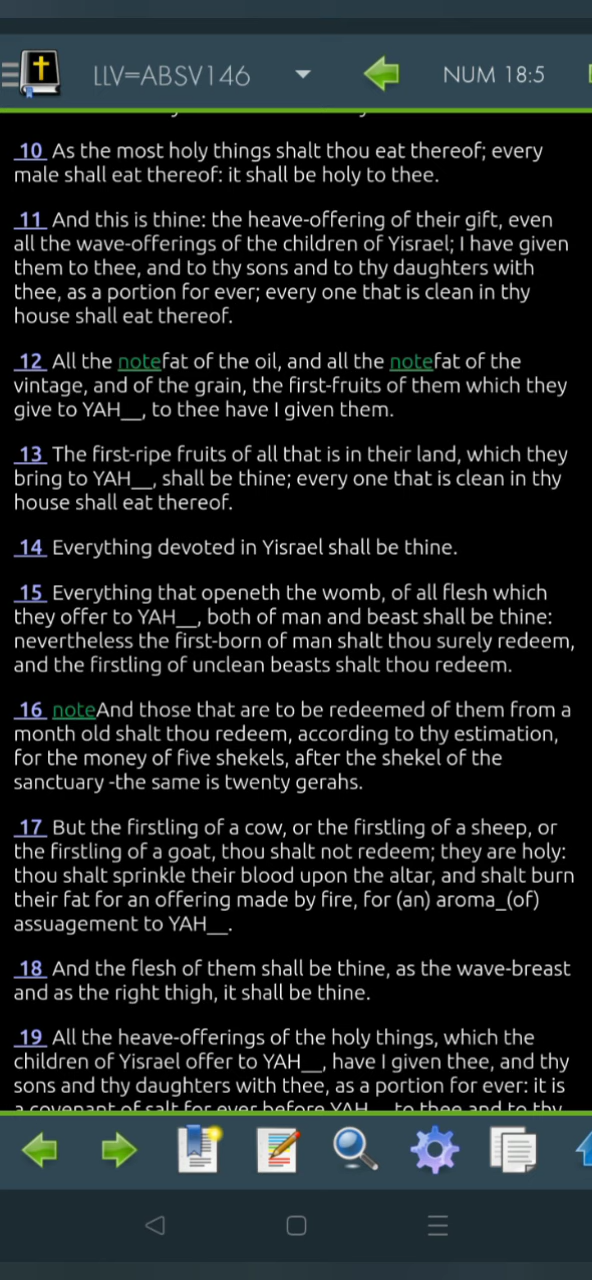 LLV=ABSV146
NUM 18:5
10 As the most holy things shalt thou eat thereof; every
male shall eat thereof: it shall be holy to thee.
11 And this is thine: the heave-offering of their gift, even
all the wave-offerings of the children of Yisrael; I have given
them to thee, and to thy sons and to thy daughters with
thee, as a portion for ever; every one that is clean in thy
house shall eat thereof.
12 All the notefat of the oil, and all the notefat of the
vintage, and of the grain, the first-fruits of them which they
give to YAH__, to thee have I given them.
13 The first-ripe fruits of all that is in their land, which they
bring to YAH__, shall be thine; every one that is clean in thy
house shall eat thereof.
14 Everything devoted in Yisrael shall be thine.
15 Everything that openeth the womb, of all flesh which
they offer to YAH__, both of man and beast shall be thine:
nevertheless the first-born of man shalt thou surely redeem,
and the firstling of unclean beasts shalt thou redeem.
16 noteAnd those that are to be redeemed of them from a
month old shalt thou redeem, according to thy estimation,
for the money of five shekels, after the shekel of the
sanctuary -the same is twenty gerahs.
17 But the firstling of a cow, or the firstling of a sheep, or
the firstling of a goat, thou shalt not redeem; they are holy:
thou shalt sprinkle their blood upon the altar, and shalt burn
their fat for an offering made by fire, for (an) aroma_(of)
assuagement to YAH__.
18 And the flesh of them shall be thine, as the wave-breast
and as the right thigh, it shall be thine.
19 All the heave-offerings of the holy things, which the
children of Yisrael offer to YAH__, have I given thee, and thy
sons and thy daughters with thee, as a portion for ever: it is
a covenant of salt for ever before YAH__ to thee and to thy